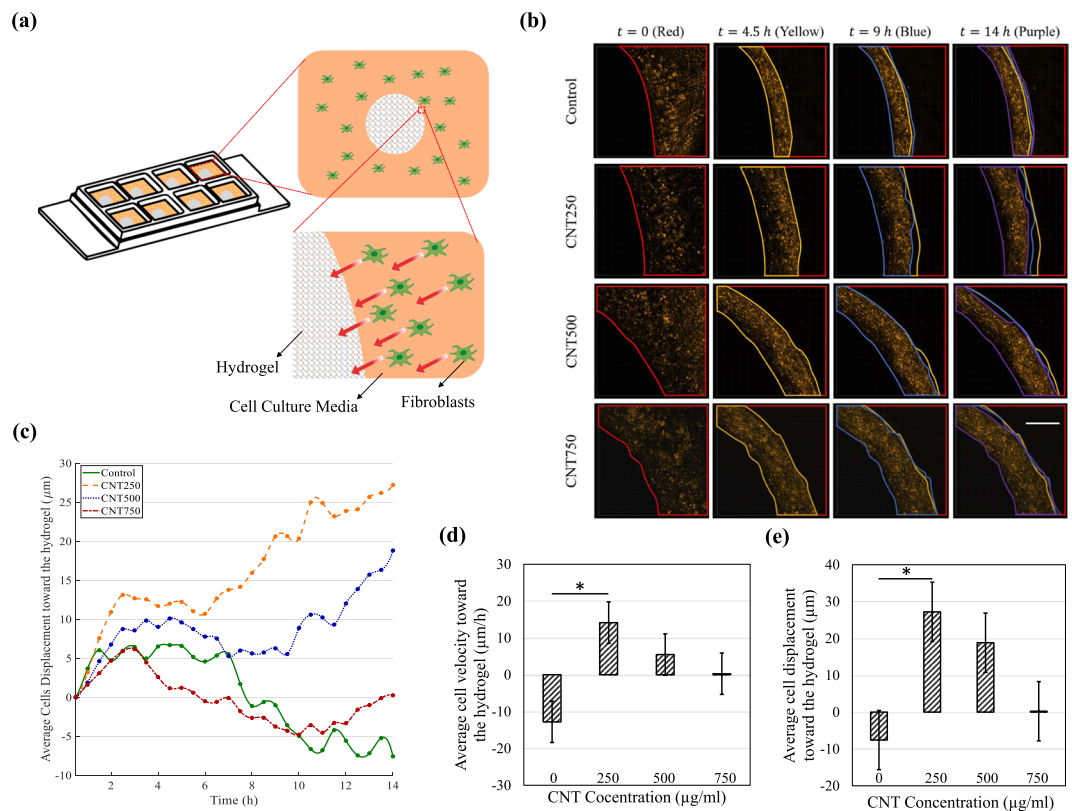 (a)
Hydrogel
Cell Culture Media
Fibroblasts
(b)
t = 0 (Red)
t = 4.5 h (Yellow)
t = 9 h (Blue)
t = 14 h (Purple)
Control
CNT250
CNT500
CNT750
(c)
Average Cells Displacement toward the hydrogel (μm)
30
25
20
15
10
5
0
-5
-10
Control
CNT250
CNT500
CNT750
2 4 6 8 10 12 14
Time (h)
(d)
Average cell velocity toward
the hydrogel (μm/h)
30
20
10
0
-10
-20
-30
*
0 250 500 750
CNT Cocentration (μg/ml)
(e)
Average cell displacement
toward the hydrogel (μm)
40
30
20
10
0
-10
-20
*
0 250 500 750
CNT Cocentration (μg/ml)